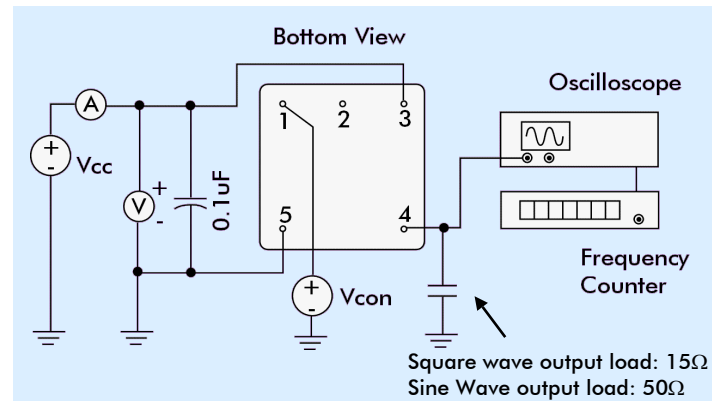 Bottom View
Oscilloscope
A
1 2 3
+
-
Vcc
V
+
-
0.1uF
5 4
+
-
Vcon
Frequency
Counter
Square wave output load: 15Ω
Sine Wave output load: 50Ω